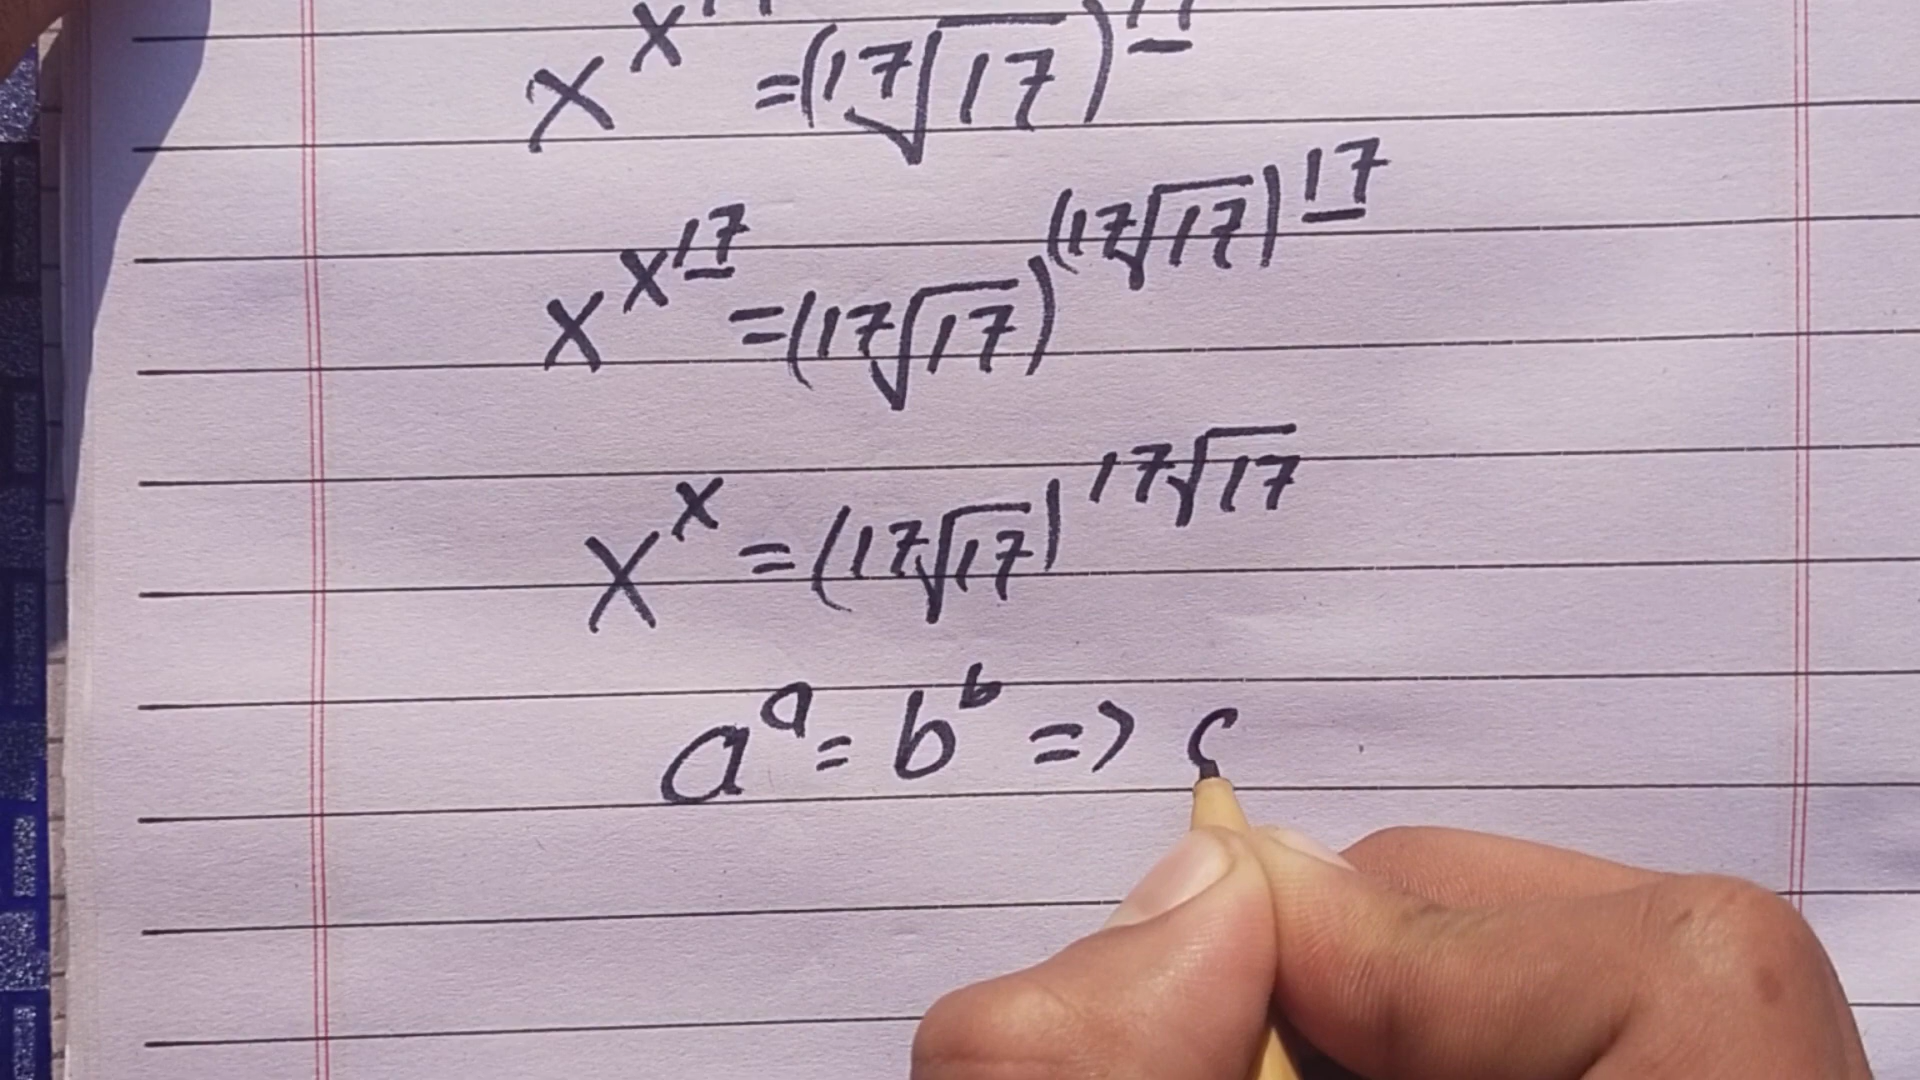 x^x^17 = (17√17)^17
x^x^17 = (17√17)^(17√17)^17
x^x = (17√17)^17√17
a^a = b^b =>